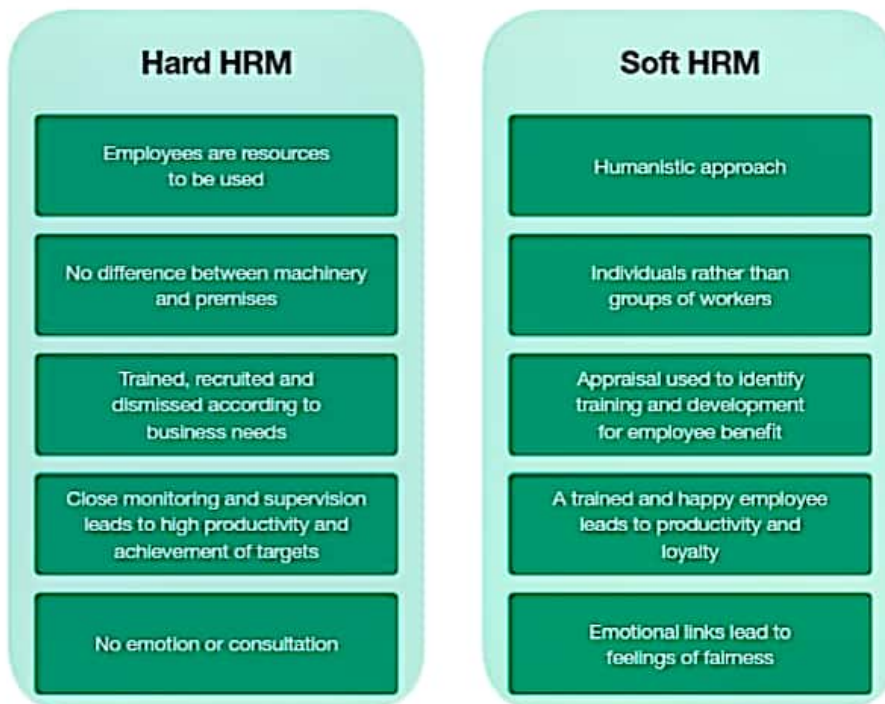 Hard HRM
Employees are resources
to be used
No difference between machinery
and premises
Trained, recruited and
dismissed according to
business needs
Close monitoring and supervision
leads to high productivity and
achievement of targets
No emotion or consultation
Soft HRM
Humanistic approach
Individuals rather than
groups of workers
Appraisal used to identify
training and development
for employee benefit
A trained and happy employee
leads to productivity and
loyalty
Emotional links lead to
feelings of fairness